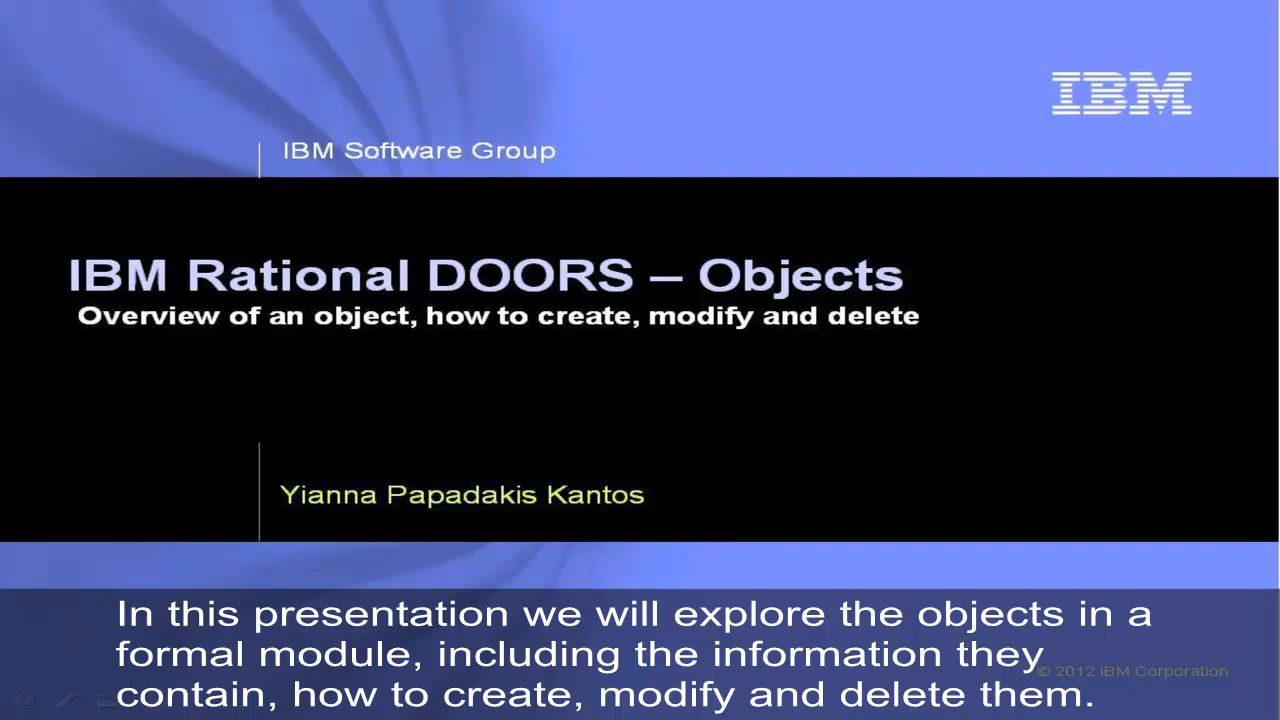 IBM
IBM Software Group
IBM Rational DOORS – Objects
Overview of an object, how to create, modify and delete
Yianna Papadakis Kantos
In this presentation we will explore the objects in a
formal module, including the information they
© 2012 IBM Corporation
contain, how to create, modify and delete them.